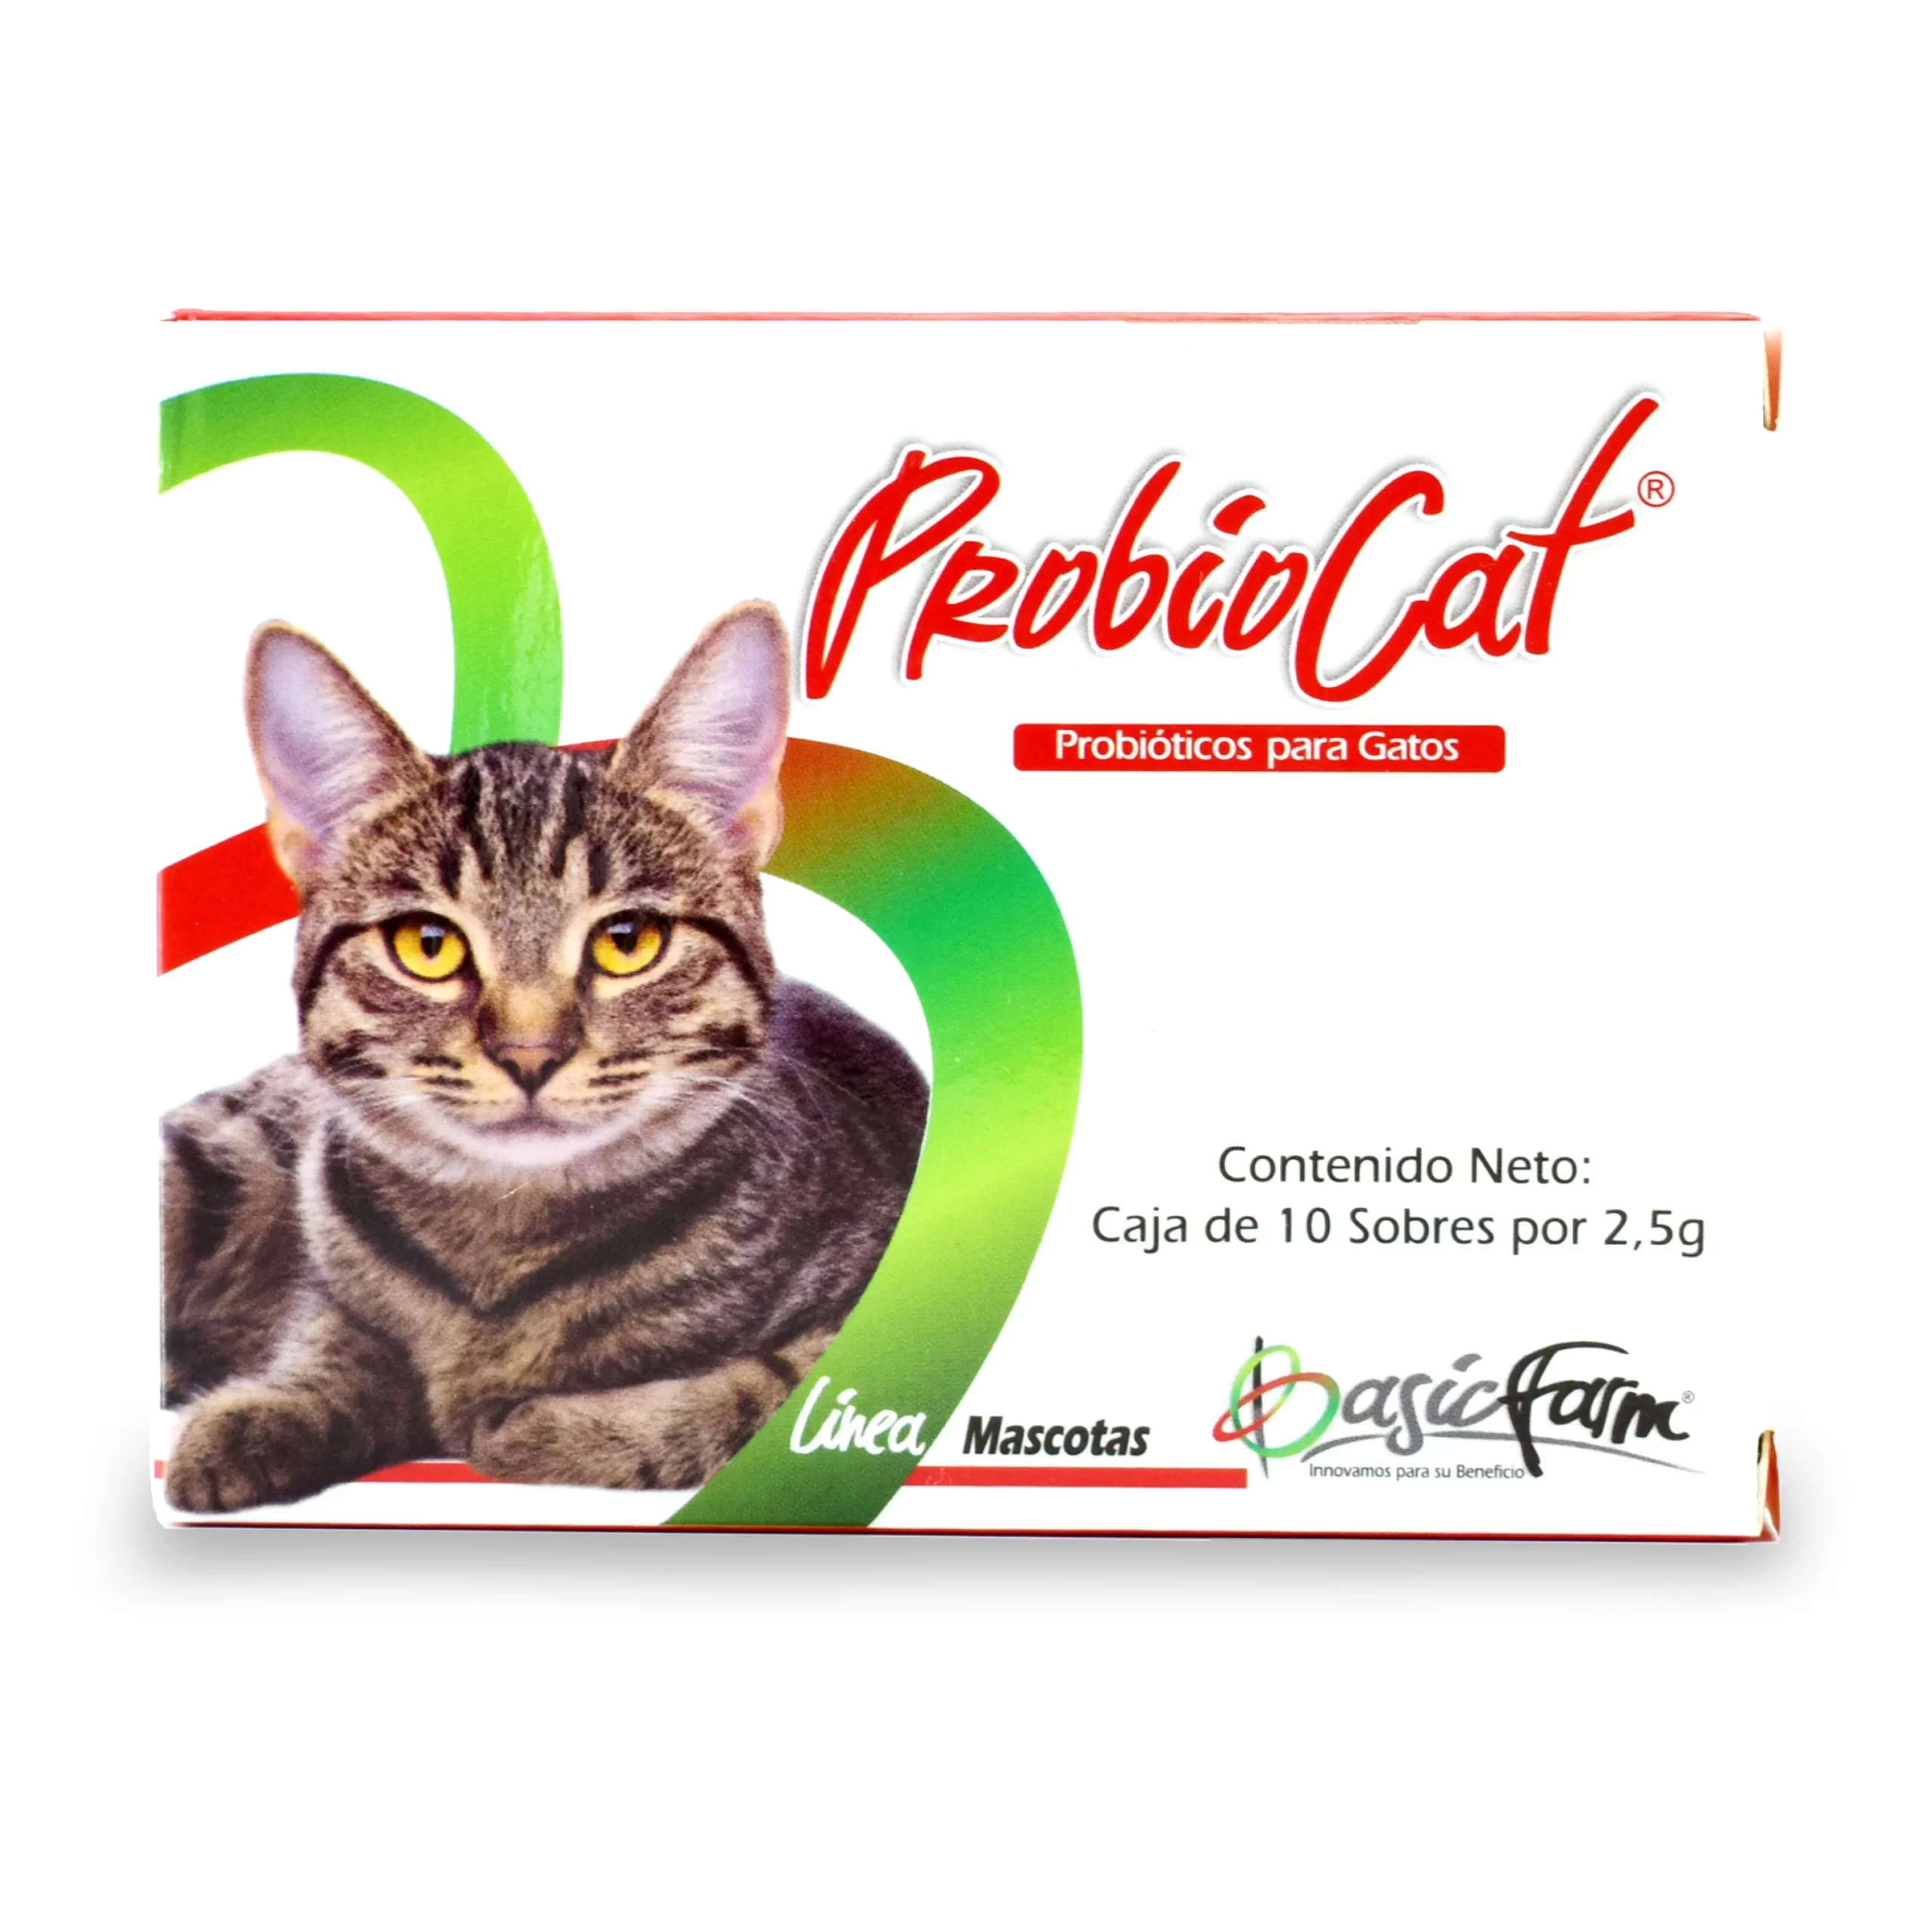 ProbioCat®
Probióticos para Gatos
Contenido Neto:
Caja de 10 Sobres por 2,5g
Línea Mascotas
basicfarm®
Innovamos para su Beneficio